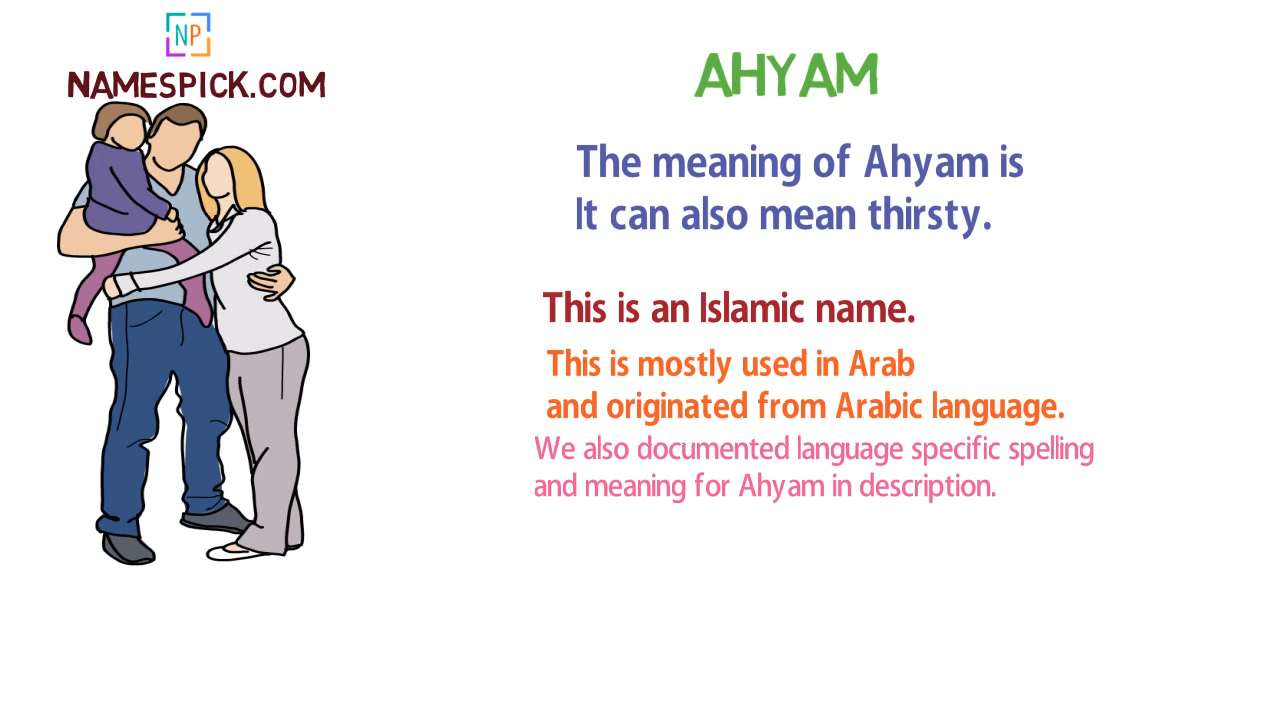 NP
NAMESPICK.COM
AHYAM
The meaning of Ahyam is
It can also mean thirsty.
This is an Islamic name.
This is mostly used in Arab
and originated from Arabic language.
We also documented language specific spelling
and meaning for Ahyam in description.